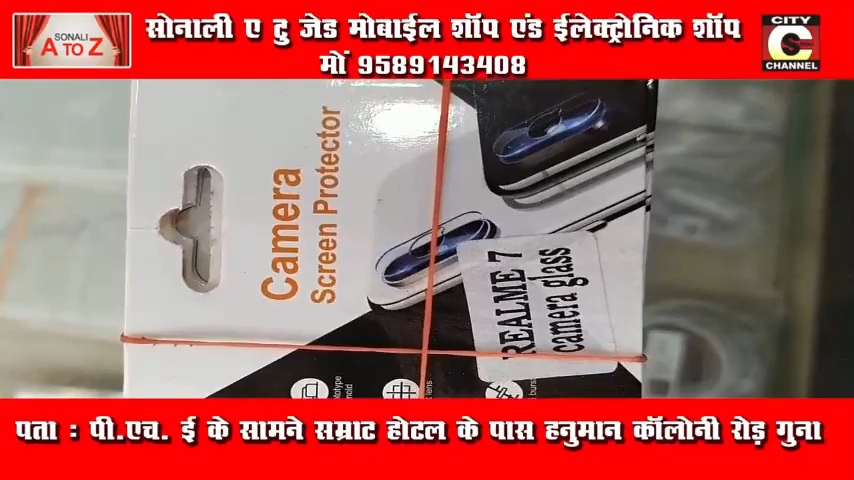 SONALI
A TO Z
सोनाली ए टु जेड मोबाईल शॉप एंड ईलेक्ट्रोनिक शॉप
मों 9589143408
CITY
CHANNEL
Camera
Screen Protector
REALME 7
camera glass
पता : पी.एच. ई के सामने सम्राट होटल के पास हनुमान कॉलोनी रोड़ गुना